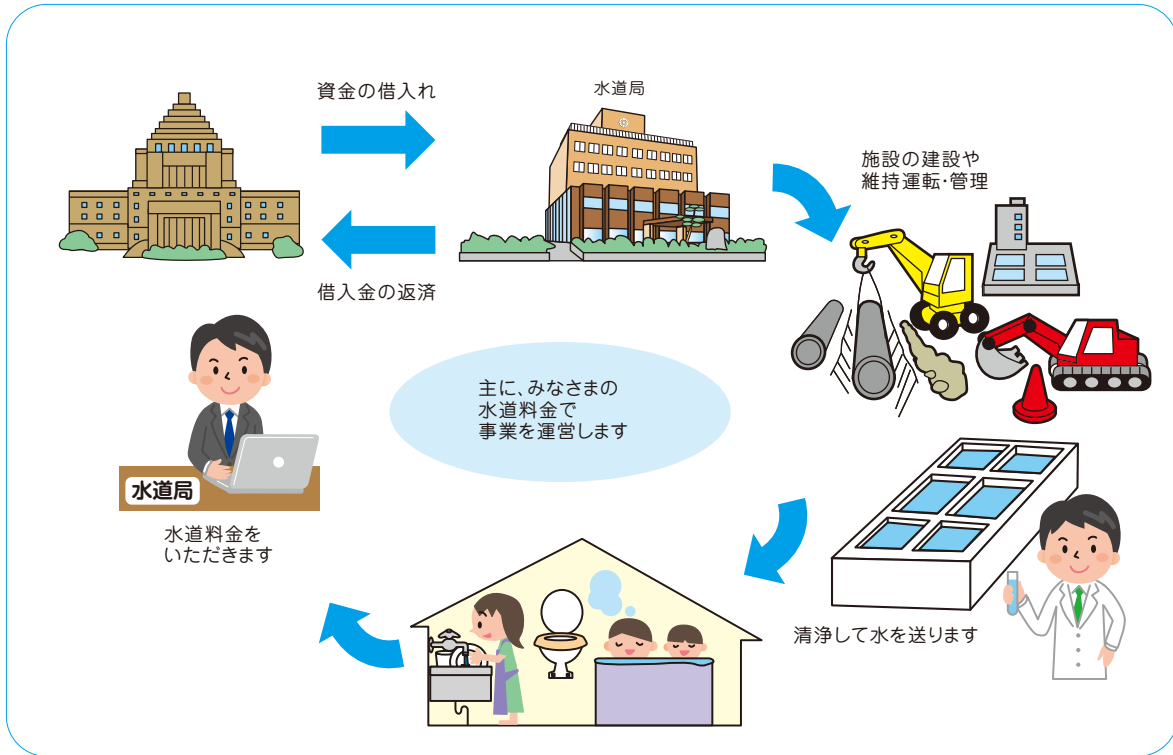 資金の借入れ
水道局
施設の建設や
維持運転・管理
借入金の返済
主に、みなさまの
水道料金で
事業を運営します
水道局
水道料金を
いただきます
清浄して水を送ります